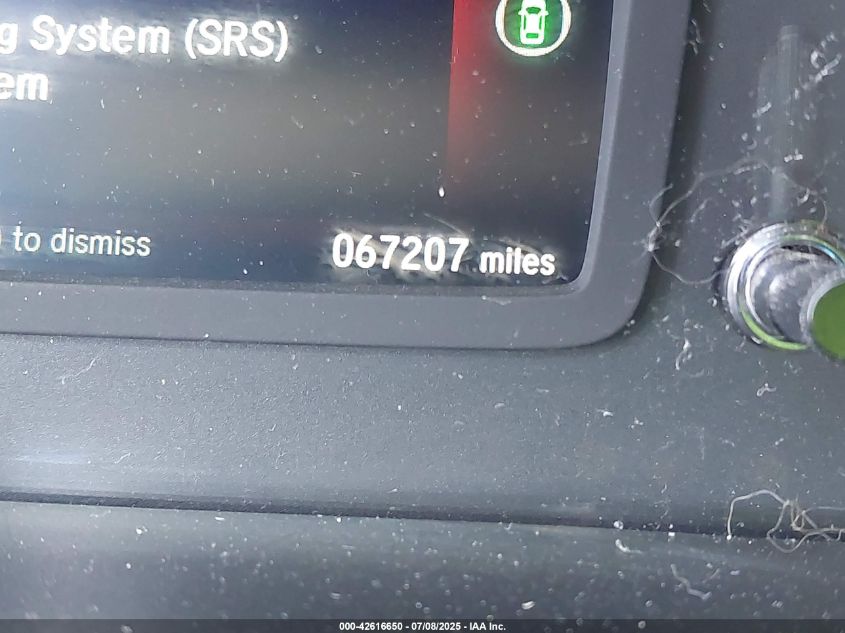 g System (SRS)
em
to dismiss
067207 miles
000-42616650 - 07/08/2025 - IAA Inc.